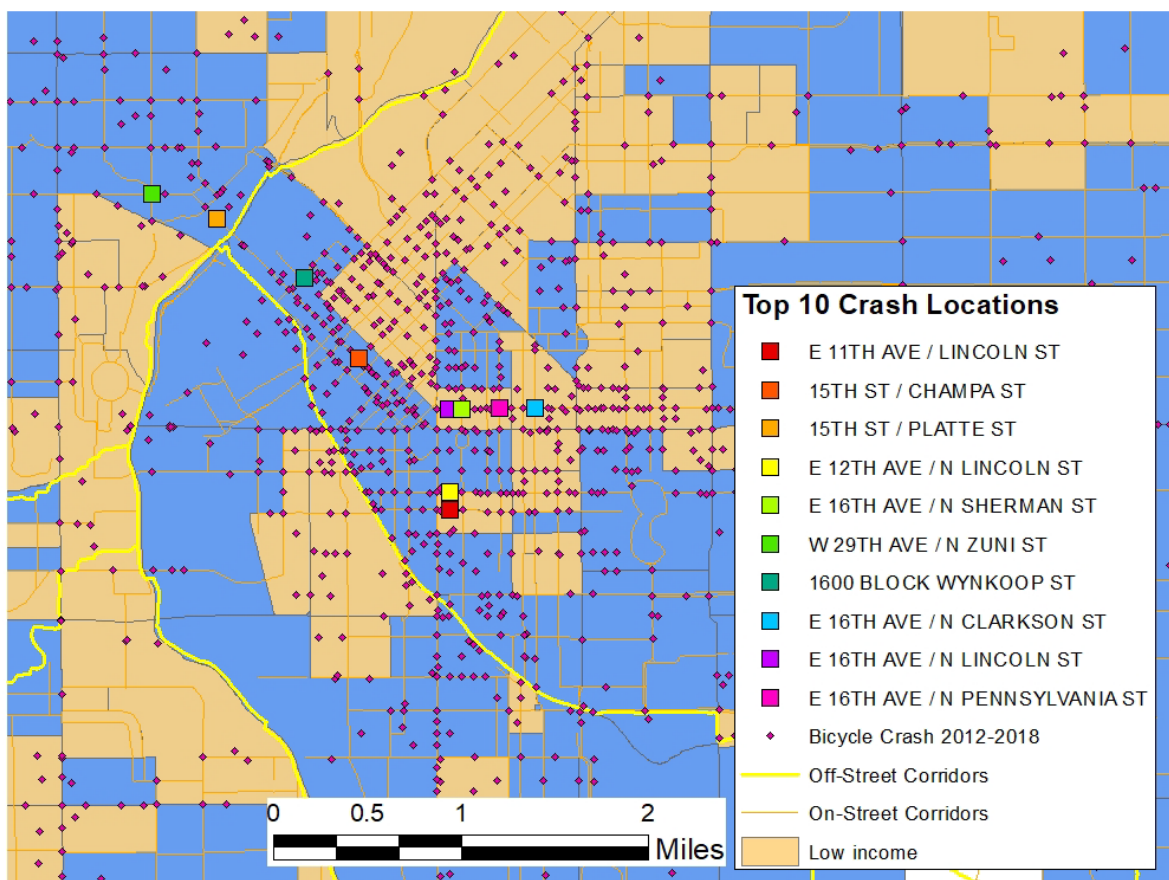 Top 10 Crash Locations
E 11TH AVE / LINCOLN ST
15TH ST / CHAMPA ST
15TH ST / PLATTE ST
E 12TH AVE / N LINCOLN ST
E 16TH AVE / N SHERMAN ST
W 29TH AVE / N ZUNI ST
1600 BLOCK WYNKOOP ST
E 16TH AVE / N CLARKSON ST
E 16TH AVE / N LINCOLN ST
E 16TH AVE / N PENNSYLVANIA ST
Bicycle Crash 2012-2018
Off-Street Corridors
On-Street Corridors
Low income
0 0.5 1 2
Miles